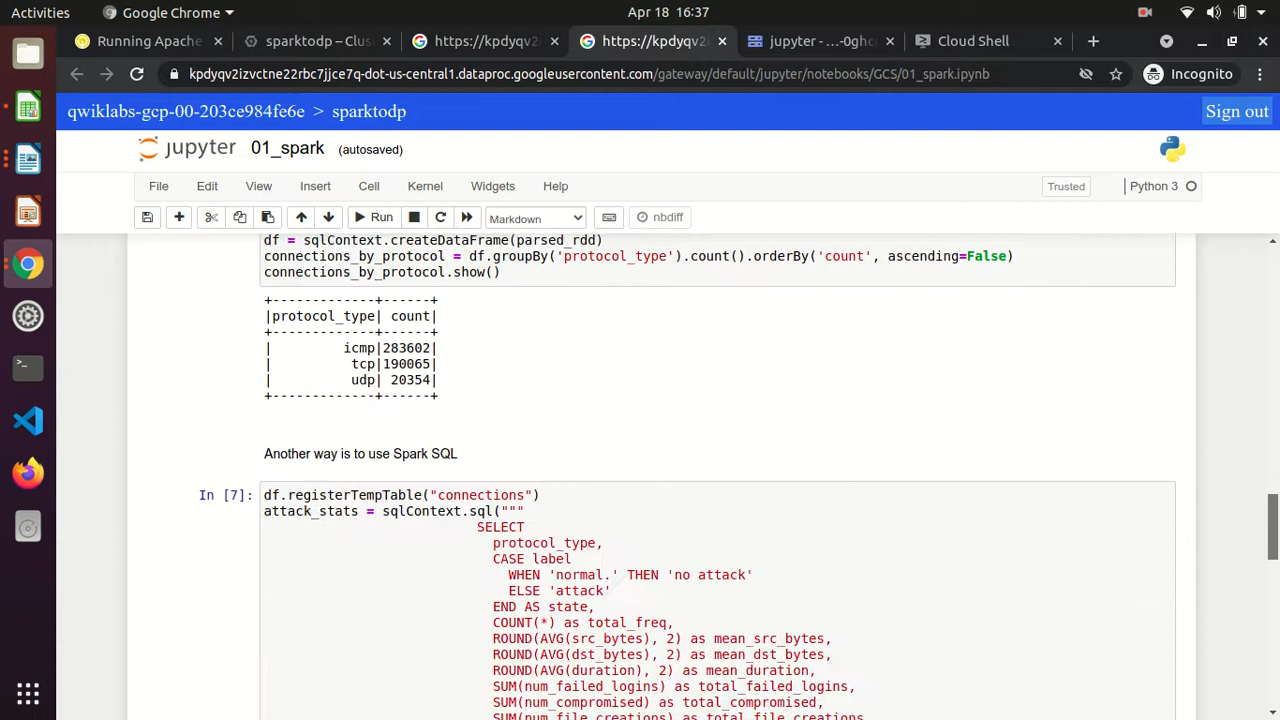 Activities
Google Chrome
Apr 18 16:37
Running Apache
sparktodp – Clus
https://kpdyqv2
https://kpdyqv2
jupyter - ...-0ghc
Cloud Shell
kpdyqv2izvctne22rbc7jjce7q-dot-us-central1.dataproc.googleusercontent.com/gateway/default/jupyter/notebooks/GCS/01_spark.ipynb
Incognito
qwiklabs-gcp-00-203ce984fe6e > sparktodp
Sign out
jupyter 01_spark (autosaved)
File Edit View Insert Cell Kernel Widgets Help
Trusted
Python 3
Run
Markdown
nbdiff
df = sqlContext.createDataFrame(parsed_rdd)
connections_by_protocol = df.groupBy('protocol_type').count().orderBy('count', ascending=False)
connections_by_protocol.show()
+-------------+------+
|protocol_type| count|
+-------------+------+
|         icmp|283602|
|          tcp|190065|
|          udp| 20354|
+-------------+------+
Another way is to use Spark SQL
In [7]:
df.registerTempTable("connections")
attack_stats = sqlContext.sql("""
SELECT
protocol_type,
CASE label
WHEN 'normal.' THEN 'no attack'
ELSE 'attack'
END AS state,
COUNT(*) as total_freq,
ROUND(AVG(src_bytes), 2) as mean_src_bytes,
ROUND(AVG(dst_bytes), 2) as mean_dst_bytes,
ROUND(AVG(duration), 2) as mean_duration,
SUM(num_failed_logins) as total_failed_logins,
SUM(num_compromised) as total_compromised,
SUM(num_file_creations) as total_file_creations,